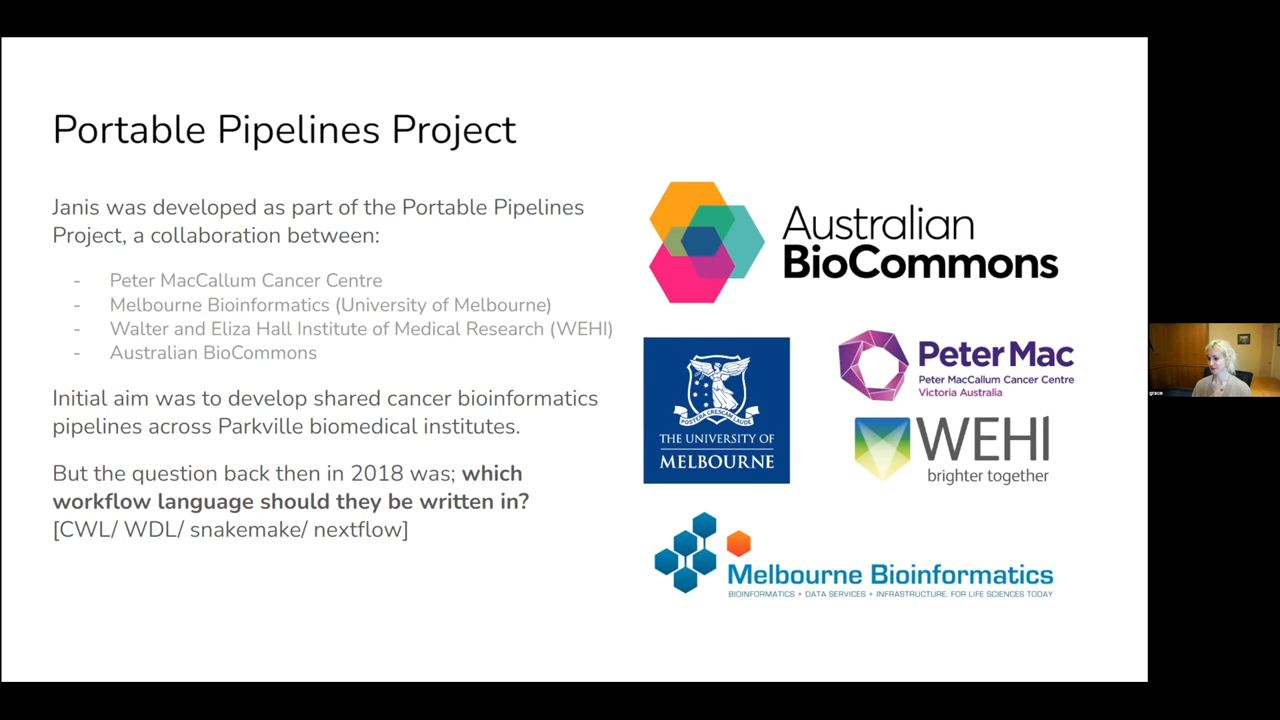 Portable Pipelines Project
Janis was developed as part of the Portable Pipelines
Project, a collaboration between:
- Peter MacCallum Cancer Centre
- Melbourne Bioinformatics (University of Melbourne)
- Walter and Eliza Hall Institute of Medical Research (WEHI)
- Australian BioCommons
Initial aim was to develop shared cancer bioinformatics
pipelines across Parkville biomedical institutes.
But the question back then in 2018 was; which
workflow language should they be written in?
[CWL/ WDL/ snakemake/ nextflow]
Australian
BioCommons
POSTERA CRESCAM LAUDE
THE UNIVERSITY OF
MELBOURNE
Peter Mac
Peter MacCallum Cancer Centre
Victoria Australia
WEHI
brighter together
Melbourne Bioinformatics
BIOINFORMATICS + DATA SERVICES + INFRASTRUCTURE, FOR LIFE SCIENCES TODAY
grace